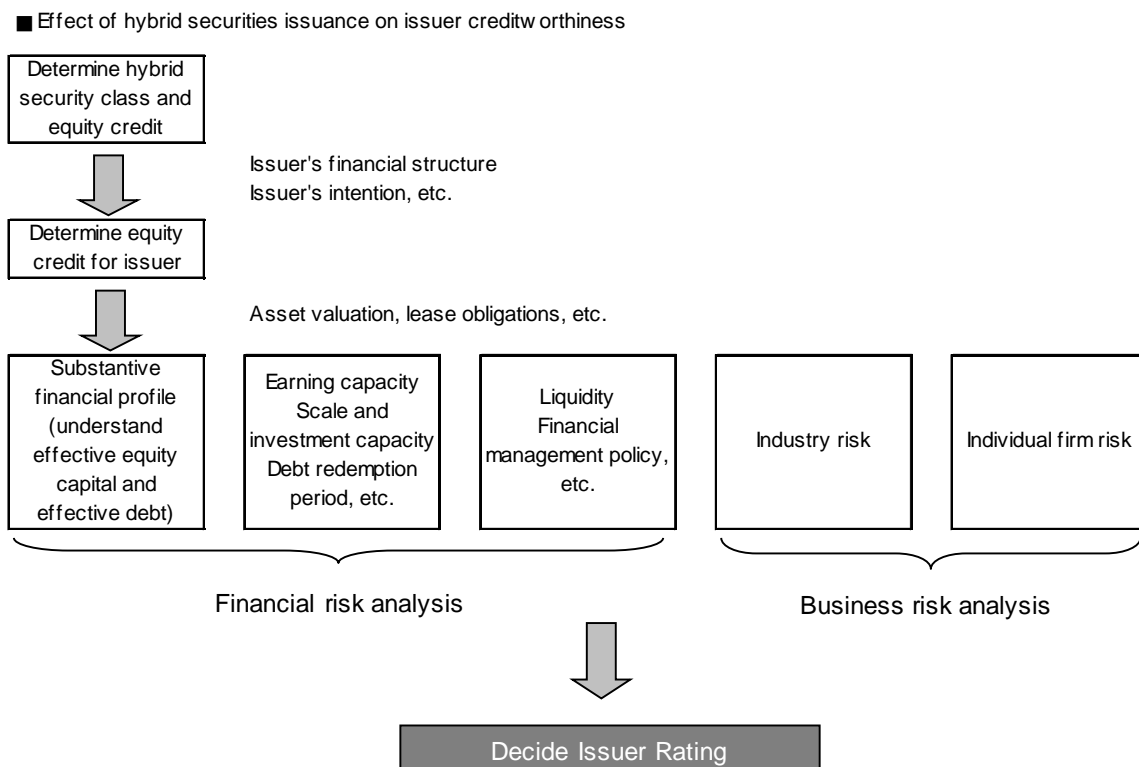 ■ Effect of hybrid securities issuance on issuer creditw orthiness
Determine hybrid
security class and
equity credit
Issuer's financial structure
Issuer's intention, etc.
Determine equity
credit for issuer
Asset valuation, lease obligations, etc.
Substantive
financial profile
(understand
effective equity
capital and
effective debt)
Earning capacity
Scale and
investment capacity
Debt redemption
period, etc.
Liquidity
Financial
management policy,
etc.
Industry risk
Individual firm risk
Financial risk analysis
Business risk analysis
Decide Issuer Rating